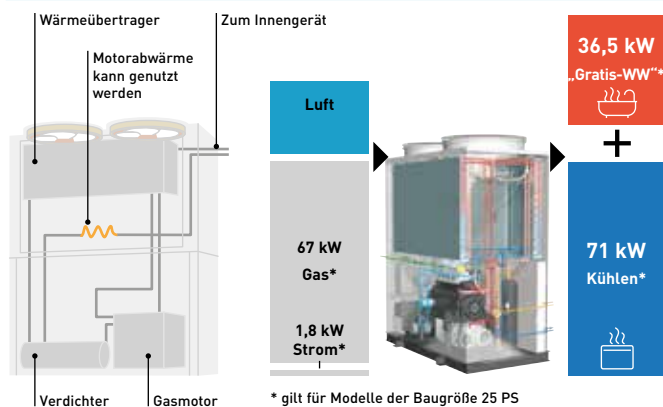 Wärmeübertrager
Zum Innengerät
Motorabwärme
kann genutzt
werden
Verdichter
Gasmotor
Luft
67 kW
Gas*
1,8 kW
Strom*
36,5 kW
„Gratis-WW“*
+
71 kW
Kühlen*
* gilt für Modelle der Baugröße 25 PS